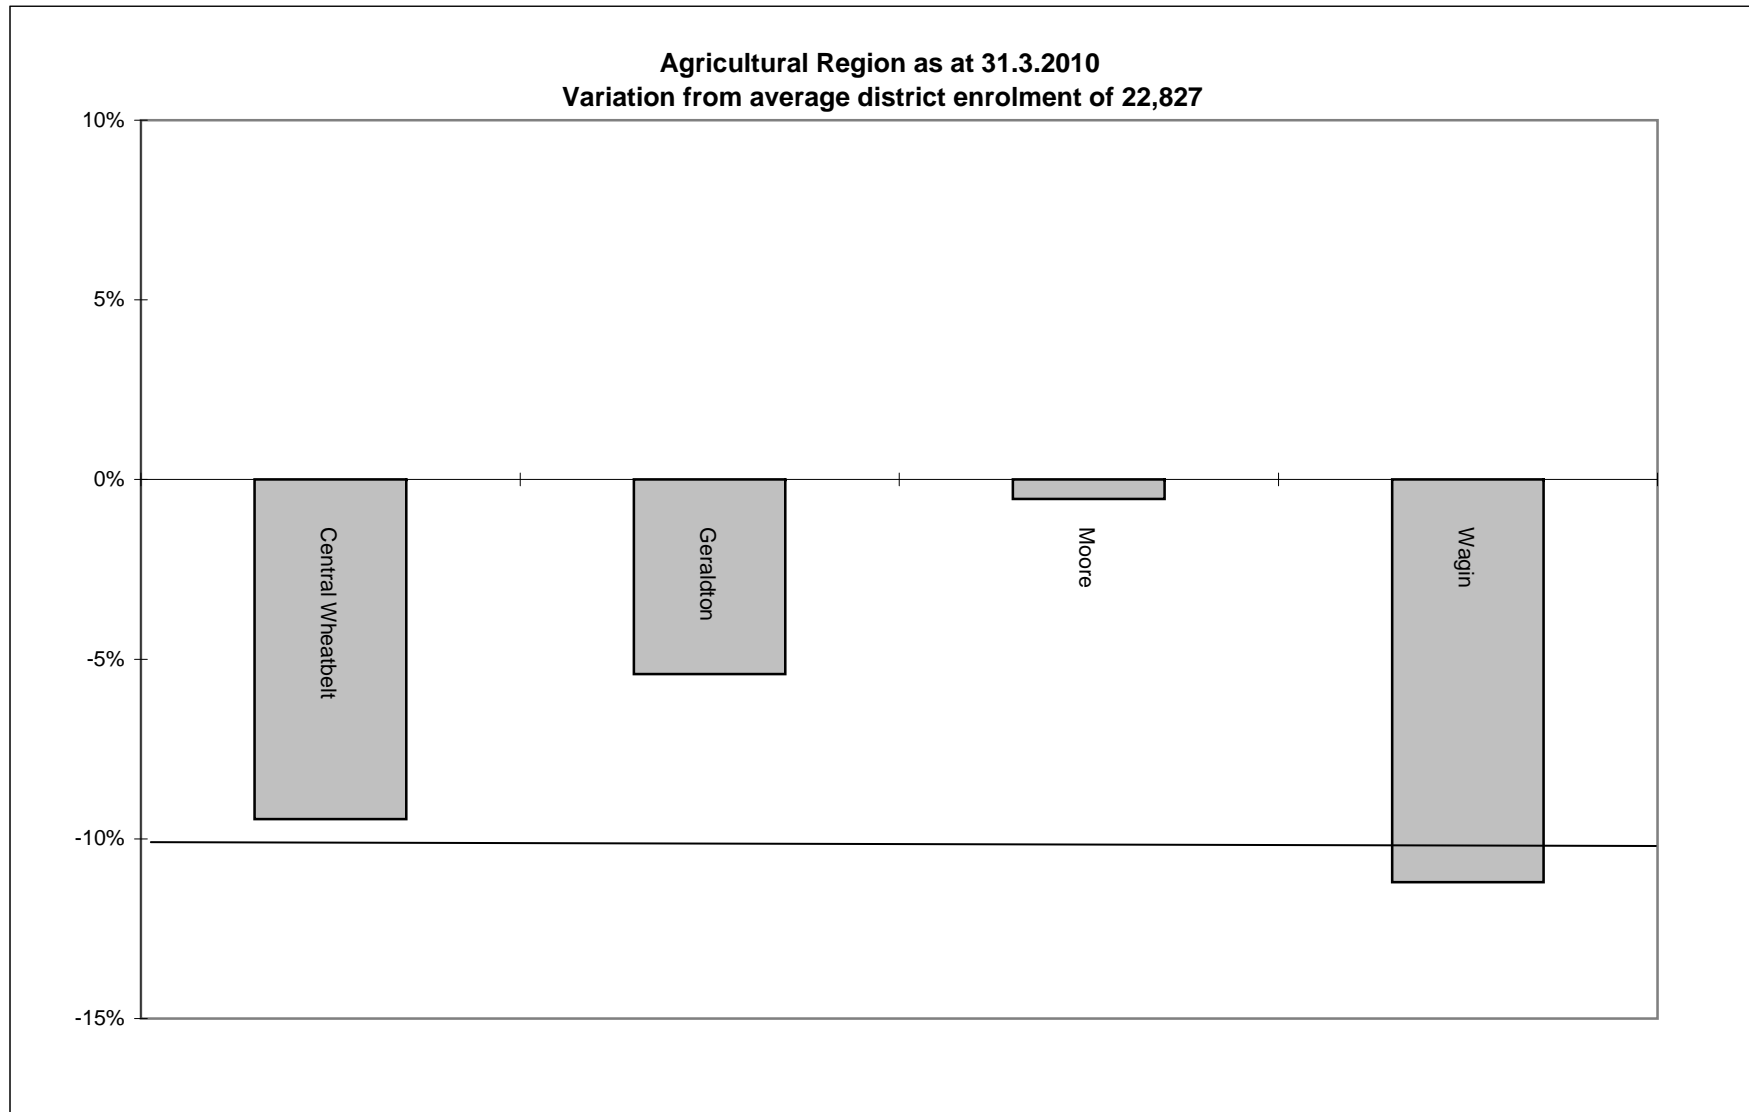 Agricultural Region as at 31.3.2010
Variation from average district enrolment of 22,827
10%
5%
0%
-5%
-10%
-15%
Central Wheatbelt
Geraldton
Moore
Wagin